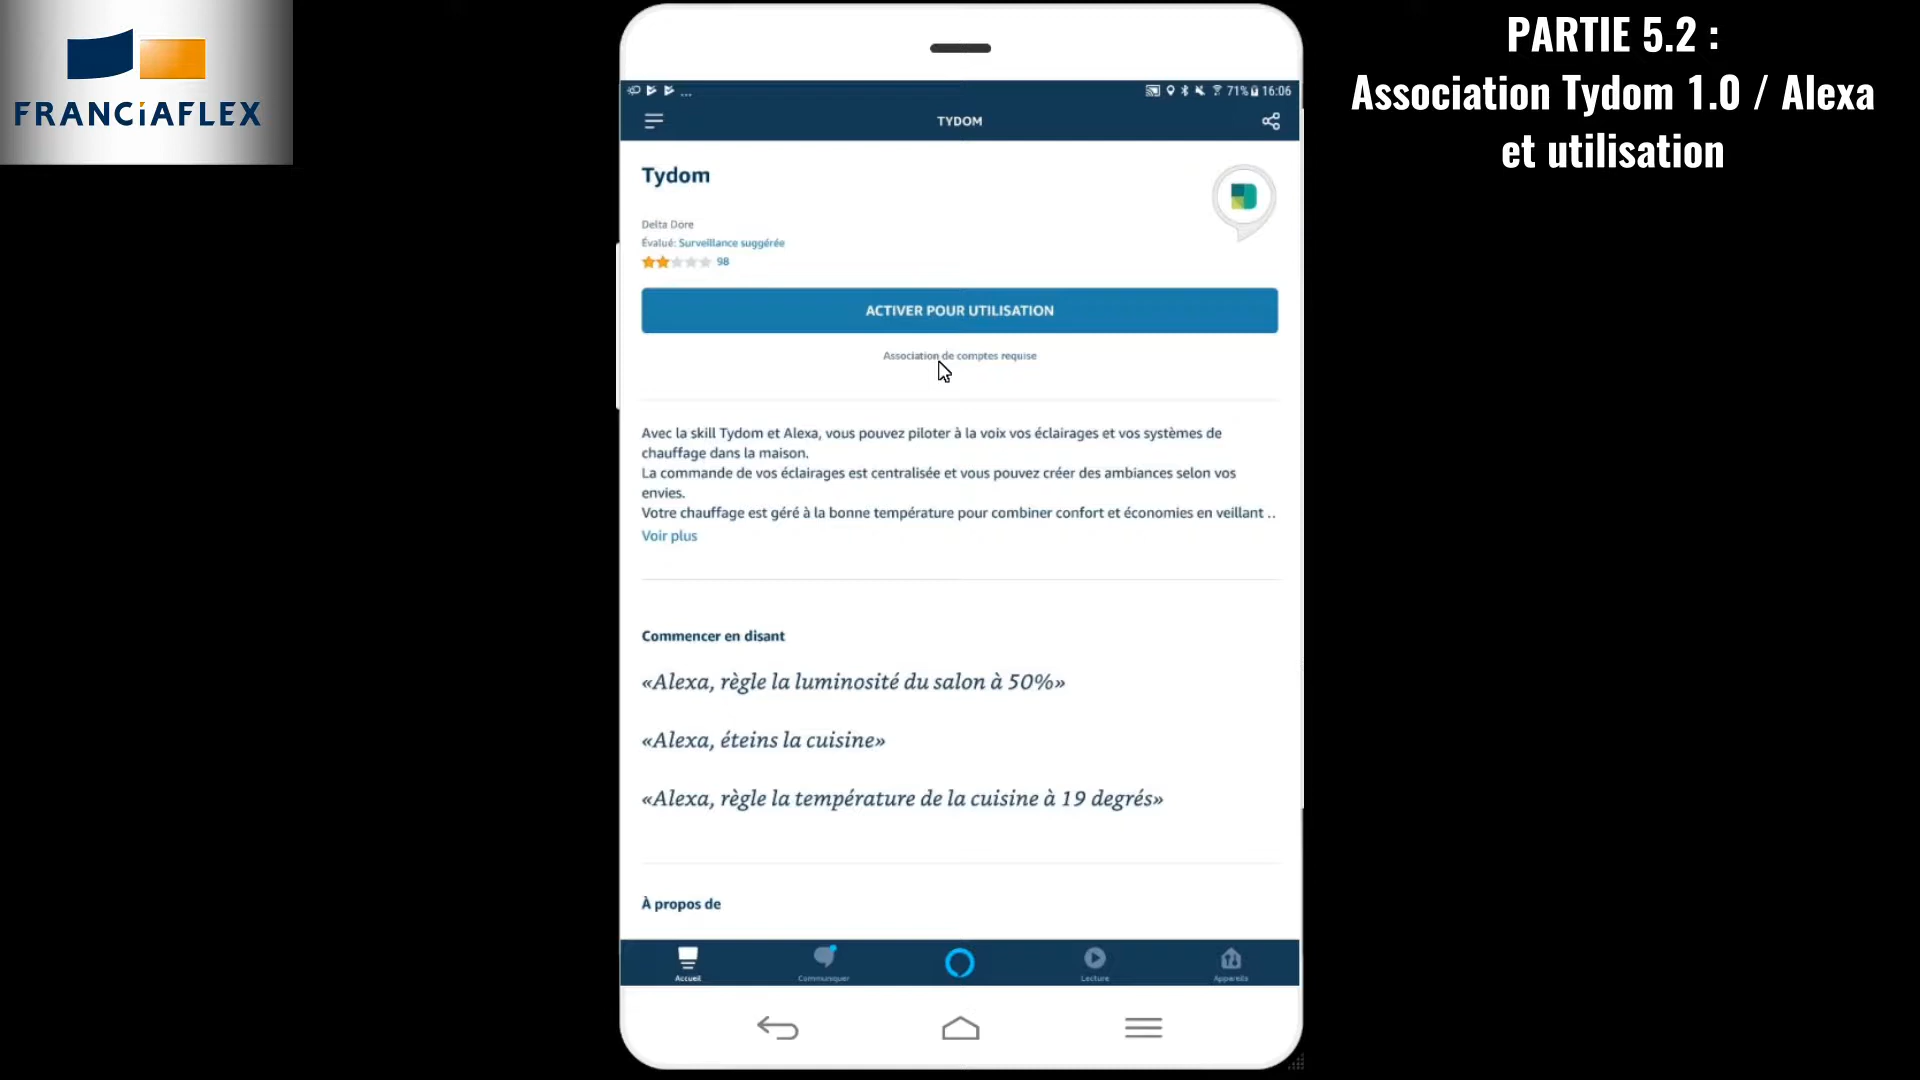 FRANCiAFLEX
PARTIE 5.2 :
Association Tydom 1.0 / Alexa
et utilisation
... 71% 16:06
TYDOM
Tydom
Delta Dore
Évalué: Surveillance suggérée
98
ACTIVER POUR UTILISATION
Association de comptes requise
Avec la skill Tydom et Alexa, vous pouvez piloter à la voix vos éclairages et vos systèmes de
chauffage dans la maison.
La commande de vos éclairages est centralisée et vous pouvez créer des ambiances selon vos
envies.
Votre chauffage est géré à la bonne température pour combiner confort et économies en veillant ..
Voir plus
Commencer en disant
«Alexa, règle la luminosité du salon à 50%»
«Alexa, éteins la cuisine»
«Alexa, règle la température de la cuisine à 19 degrés»
À propos de
Accueil Communiquer Lecture Appareils